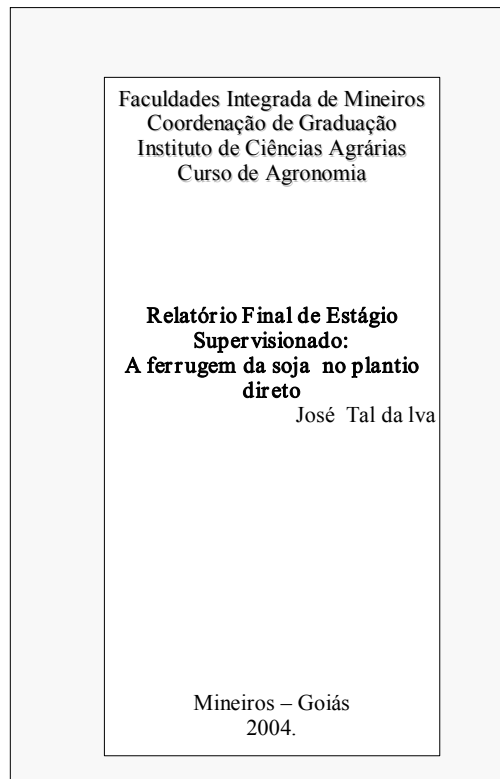 Faculdades Integrada de Mineiros
Coordenação de Graduação
Instituto de Ciências Agrárias
Curso de Agronomia
Relatório Final de Estágio
Supervisionado:
A ferrugem da soja no plantio
direto
José Tal da lva
Mineiros – Goiás
2004.